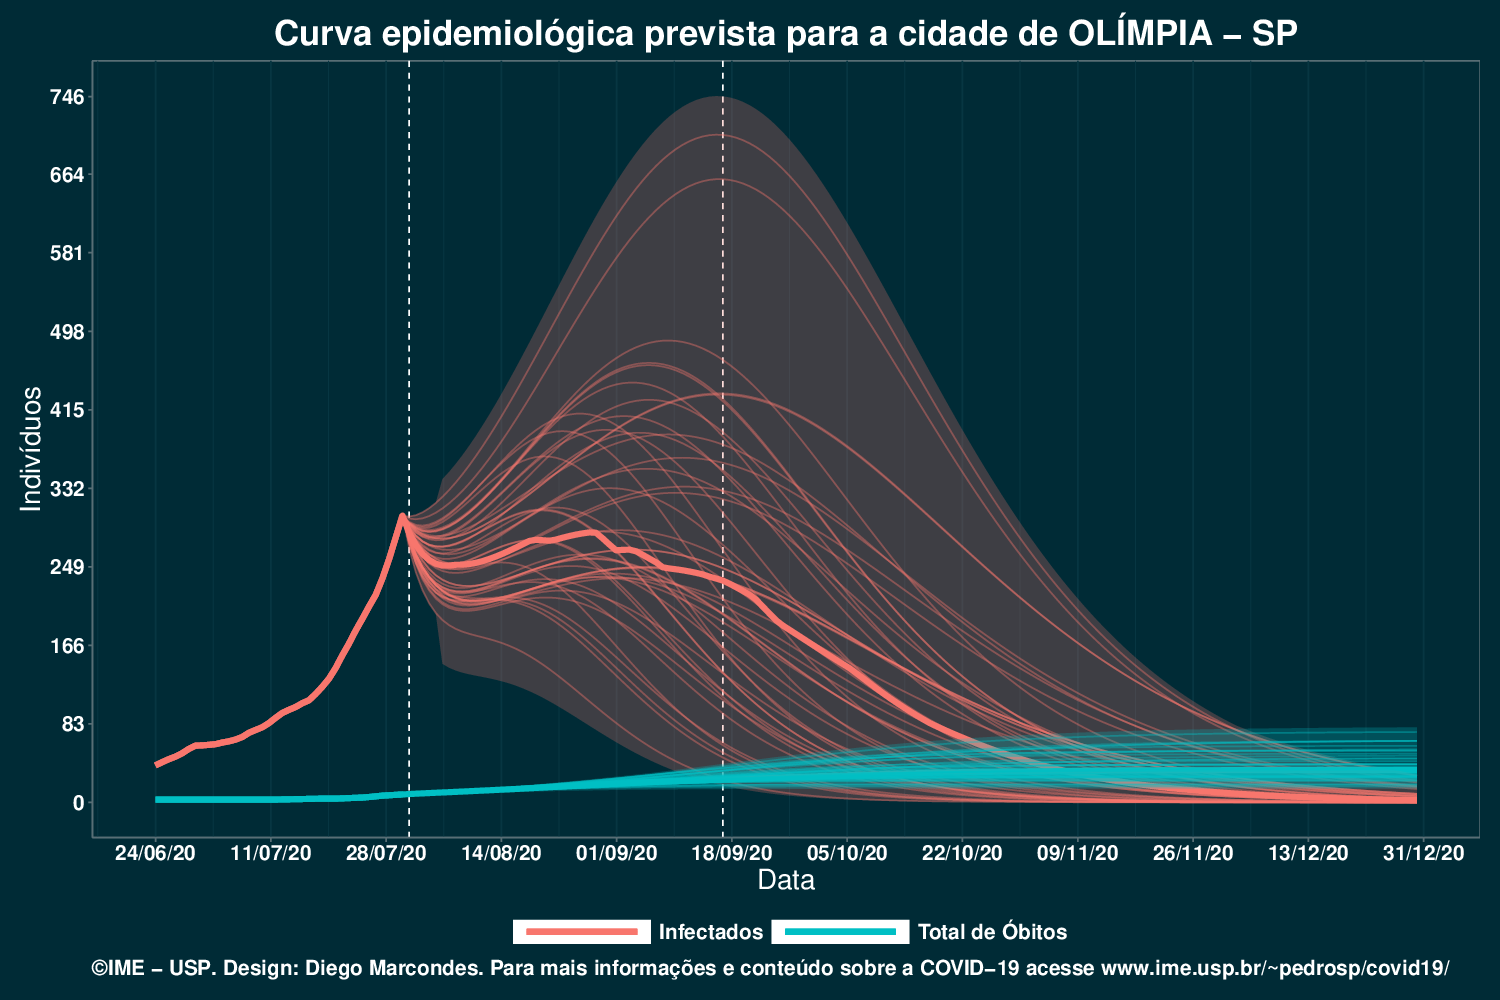 Curva epidemiológica prevista para a cidade de OLÍMPIA – SP
Indivíduos
746
664
581
498
415
332
249
166
83
0
24/06/20 11/07/20 28/07/20 14/08/20 01/09/20 18/09/20 05/10/20 22/10/20 09/11/20 26/11/20 13/12/20 31/12/20
Data
Infectados Total de Óbitos
©IME – USP. Design: Diego Marcondes. Para mais informações e conteúdo sobre a COVID–19 acesse www.ime.usp.br/~pedrosp/covid19/